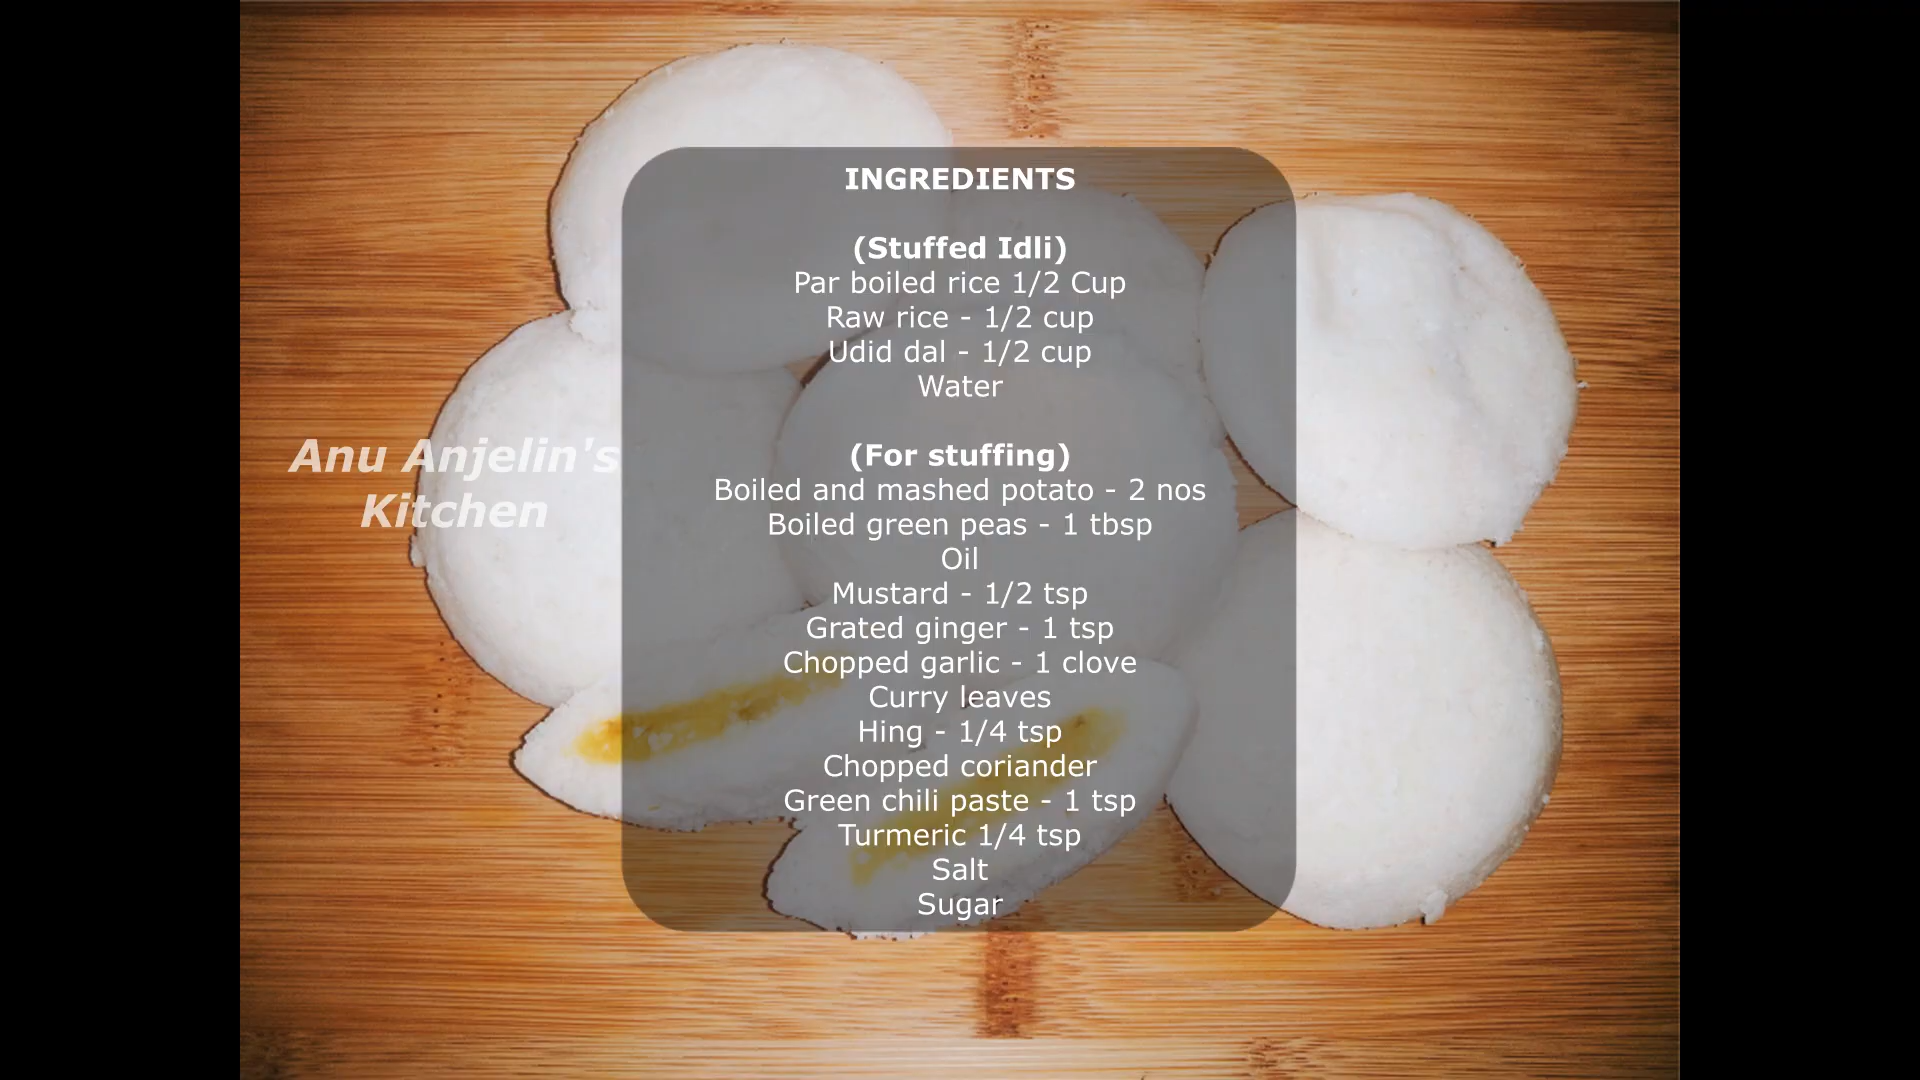 INGREDIENTS
(Stuffed Idli)
Par boiled rice 1/2 Cup
Raw rice - 1/2 cup
Udid dal - 1/2 cup
Water
Anu Anjelin's
Kitchen
(For stuffing)
Boiled and mashed potato - 2 nos
Boiled green peas - 1 tbsp
Oil
Mustard - 1/2 tsp
Grated ginger - 1 tsp
Chopped garlic - 1 clove
Curry leaves
Hing - 1/4 tsp
Chopped coriander
Green chili paste - 1 tsp
Turmeric 1/4 tsp
Salt
Sugar